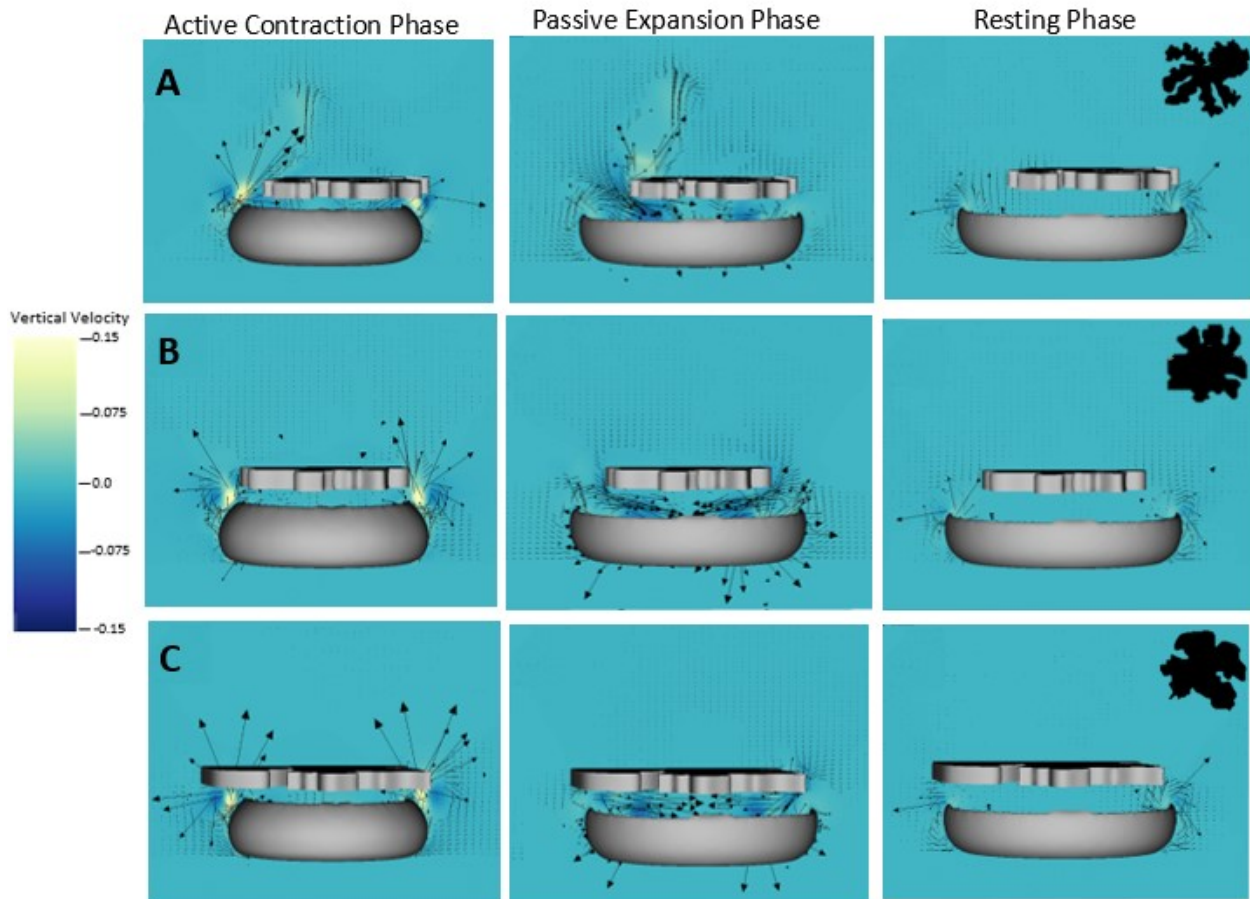 Active Contraction Phase Passive Expansion Phase Resting Phase
A
Vertical Velocity
0.15
B
0.075
0.0
-0.075
-0.15
C